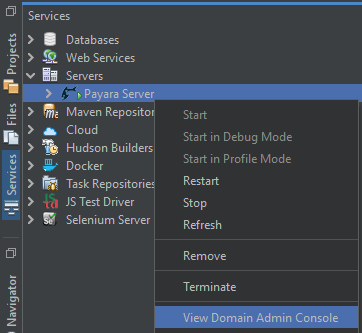 Services
Projects
Files
Services
Navigator
Databases
Web Services
Servers
Payara Server
Maven Repositor
Cloud
Hudson Builders
Docker
Task Repositories
JS Test Driver
Selenium Server
Start
Start in Debug Mode
Start in Profile Mode
Restart
Stop
Refresh
Remove
Terminate
View Domain Admin Console